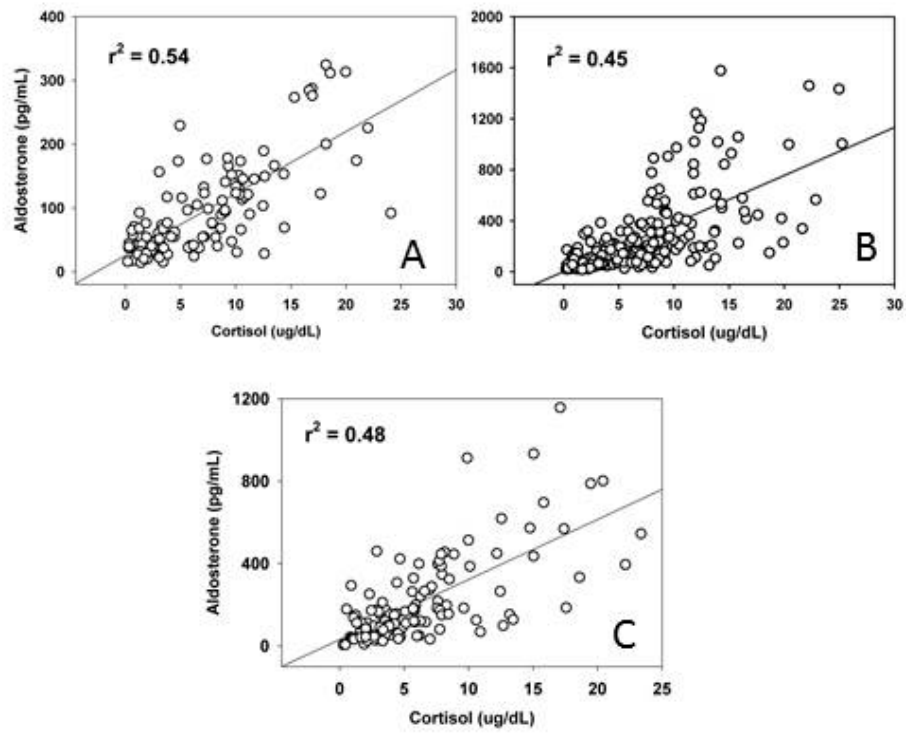 r² = 0.54
Aldosterone (pg/mL)
400
300
200
100
0
A
0 5 10 15 20 25 30
Cortisol (ug/dL)
r² = 0.45
Aldosterone (pg/mL)
2000
1600
1200
800
400
0
B
0 5 10 15 20 25 30
Cortisol (ug/dL)
r² = 0.48
Aldosterone (pg/mL)
1200
800
400
0
C
0 5 10 15 20 25
Cortisol (ug/dL)